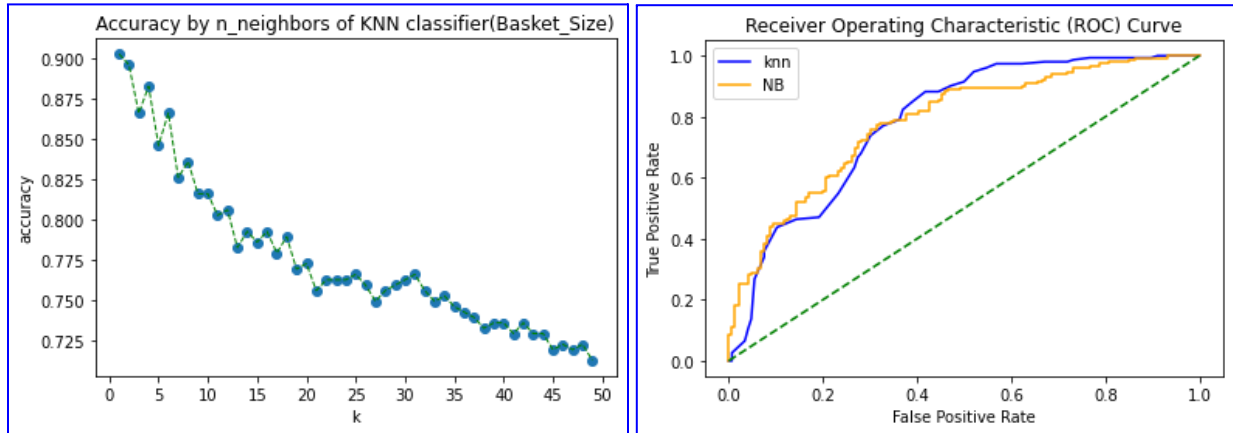 Accuracy by n_neighbors of KNN classifier(Basket_Size)
accuracy
0.900
0.875
0.850
0.825
0.800
0.775
0.750
0.725
0 5 10 15 20 25 30 35 40 45 50
k
Receiver Operating Characteristic (ROC) Curve
knn
NB
True Positive Rate
1.0
0.8
0.6
0.4
0.2
0.0
0.0 0.2 0.4 0.6 0.8 1.0
False Positive Rate